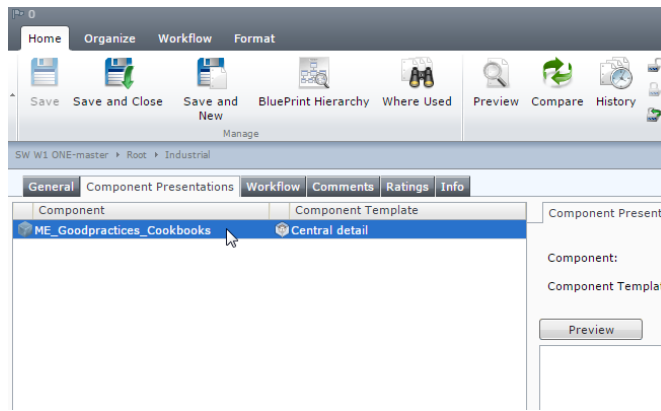 0
Home Organize Workflow Format
Save Save and Close Save and New BluePrint Hierarchy Where Used Preview Compare History
Manage
SW W1 ONE-master Root Industrial
General Component Presentations Workflow Comments Ratings Info
Component Component Template Component Present
ME_Goodpractices_Cookbooks Central detail
Component:
Component Templat
Preview